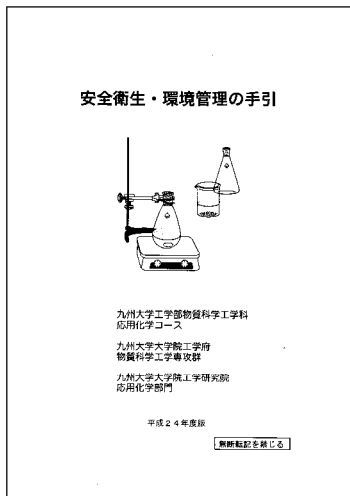 安全衛生・環境管理の手引
九州大学工学部物質科学工学科
応用化学コース
九州大学大学院工学府
物質科学工学専攻群
九州大学大学院工学研究院
応用化学部門
平成24年度版
無断転記を禁じる